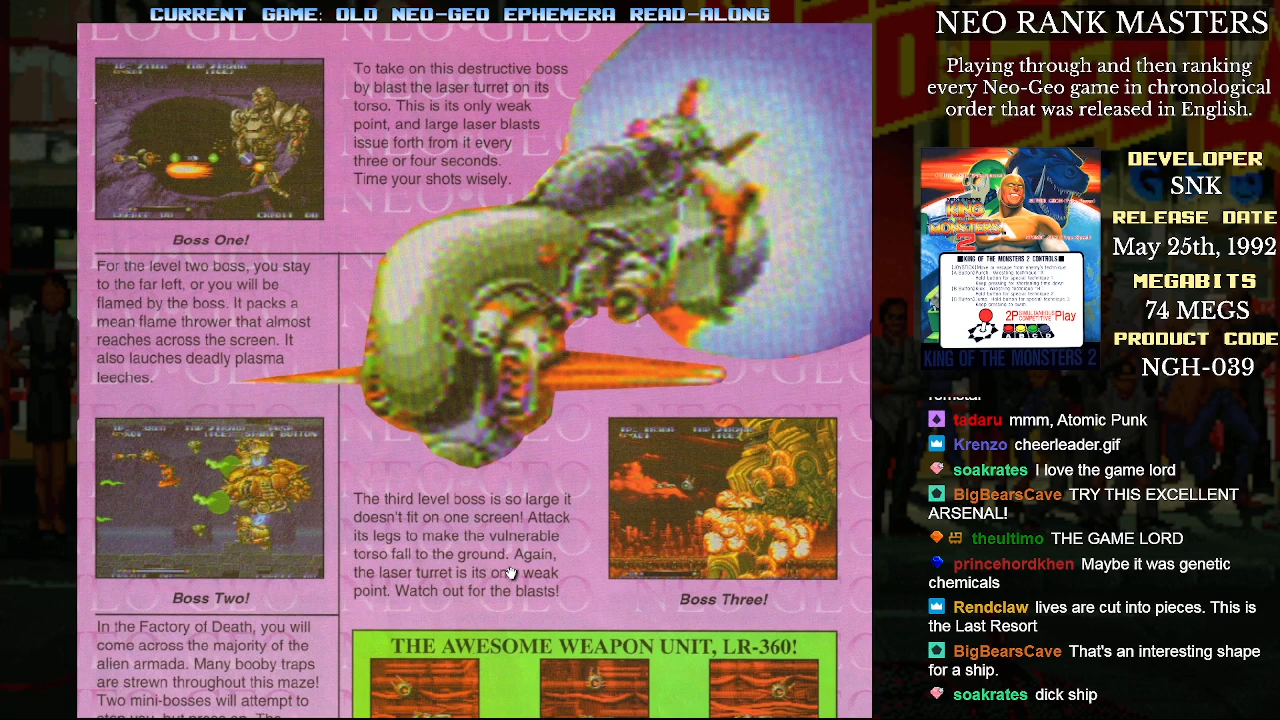 CURRENT GAME: OLD NEO-GEO EPHEMERA READ-ALONG
To take on this destructive boss
by blast the laser turret on its
torso. This is its only weak
point, and large laser blasts
issue forth from it every
three or four seconds.
Time your shots wisely.
Boss One!
For the level two boss, you stay
to the far left, or you will be
flamed by the boss. It packs a
mean flame thrower that almost
reaches across the screen. It
also lauches deadly plasma
leeches.
Boss Two!
The third level boss is so large it
doesn't fit on one screen! Attack
its legs to make the vulnerable
torso fall to the ground. Again,
the laser turret is its only weak
point. Watch out for the blasts!
Boss Three!
In the Factory of Death, you will
come across the majority of the
alien armada. Many booby traps
are strewn throughout this maze!
Two mini-bosses will attempt to
THE AWESOME WEAPON UNIT, LR-360!
NEO RANK MASTERS
Playing through and then ranking
every Neo-Geo game in chronological
order that was released in English.
KING OF THE MONSTERS 2 CONTROLS
2P SIMULTANEOUS COMPETITIVE Play
A B C D
KING OF THE MONSTERS 2
DEVELOPER
SNK
RELEASE DATE
May 25th, 1992
MEGABITS
74 MEGS
PRODUCT CODE
NGH-039
tadaru mmm, Atomic Punk
Krenzo cheerleader.gif
soakrates I love the game lord
BigBearsCave TRY THIS EXCELLENT
ARSENAL!
theultimo THE GAME LORD
princehordkhen Maybe it was genetic
chemicals
Rendclaw lives are cut into pieces. This is
the Last Resort
BigBearsCave That's an interesting shape
for a ship.
soakrates dick ship